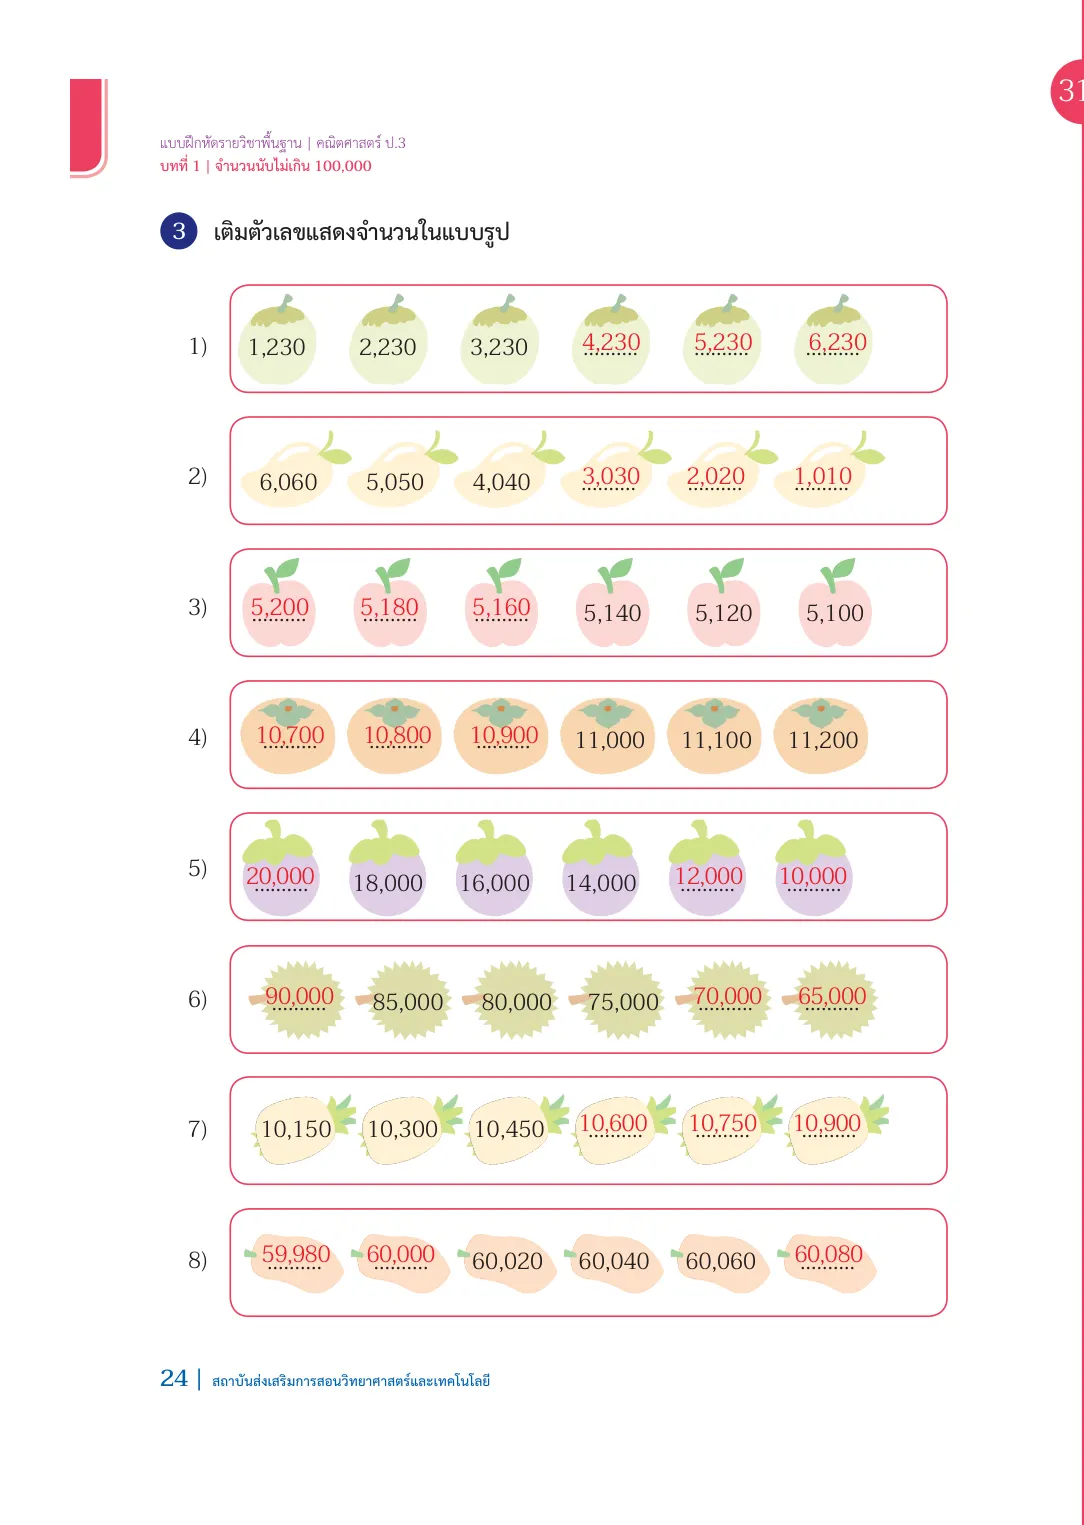 31
แบบฝึกหัดรายวิชาพื้นฐาน | คณิตศาสตร์ ป.3
บทที่ 1 | จำนวนนับไม่เกิน 100,000
3 เติมตัวเลขแสดงจำนวนในแบบรูป
1) 1,230 2,230 3,230 4,230 5,230 6,230
2) 6,060 5,050 4,040 3,030 2,020 1,010
3) 5,200 5,180 5,160 5,140 5,120 5,100
4) 10,700 10,800 10,900 11,000 11,100 11,200
5) 20,000 18,000 16,000 14,000 12,000 10,000
6) 90,000 85,000 80,000 75,000 70,000 65,000
7) 10,150 10,300 10,450 10,600 10,750 10,900
8) 59,980 60,000 60,020 60,040 60,060 60,080
24 | สถาบันส่งเสริมการสอนวิทยาศาสตร์และเทคโนโลยี